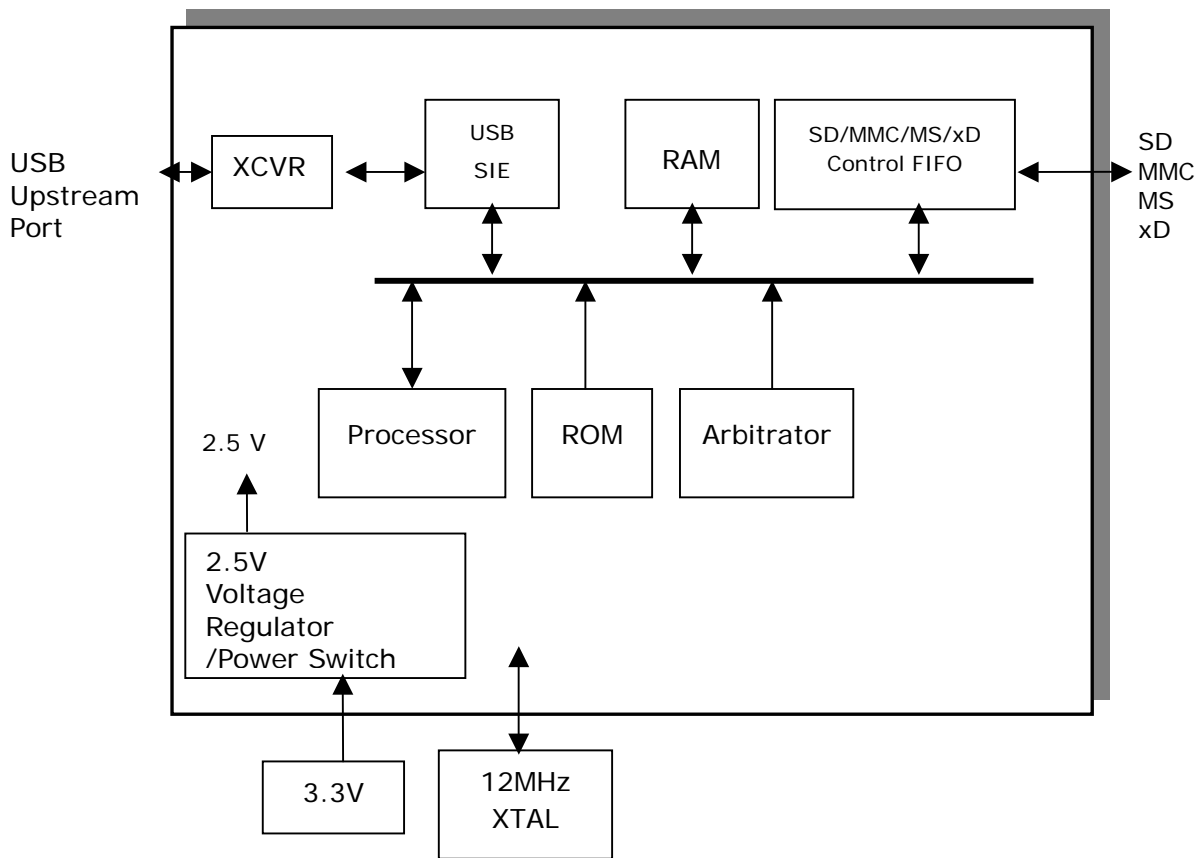 USB
Upstream
Port
XCVR
USB
SIE
RAM
SD/MMC/MS/xD
Control FIFO
SD
MMC
MS
xD
Processor
ROM
Arbitrator
2.5 V
2.5V
Voltage
Regulator
/Power Switch
3.3V
12MHz
XTAL